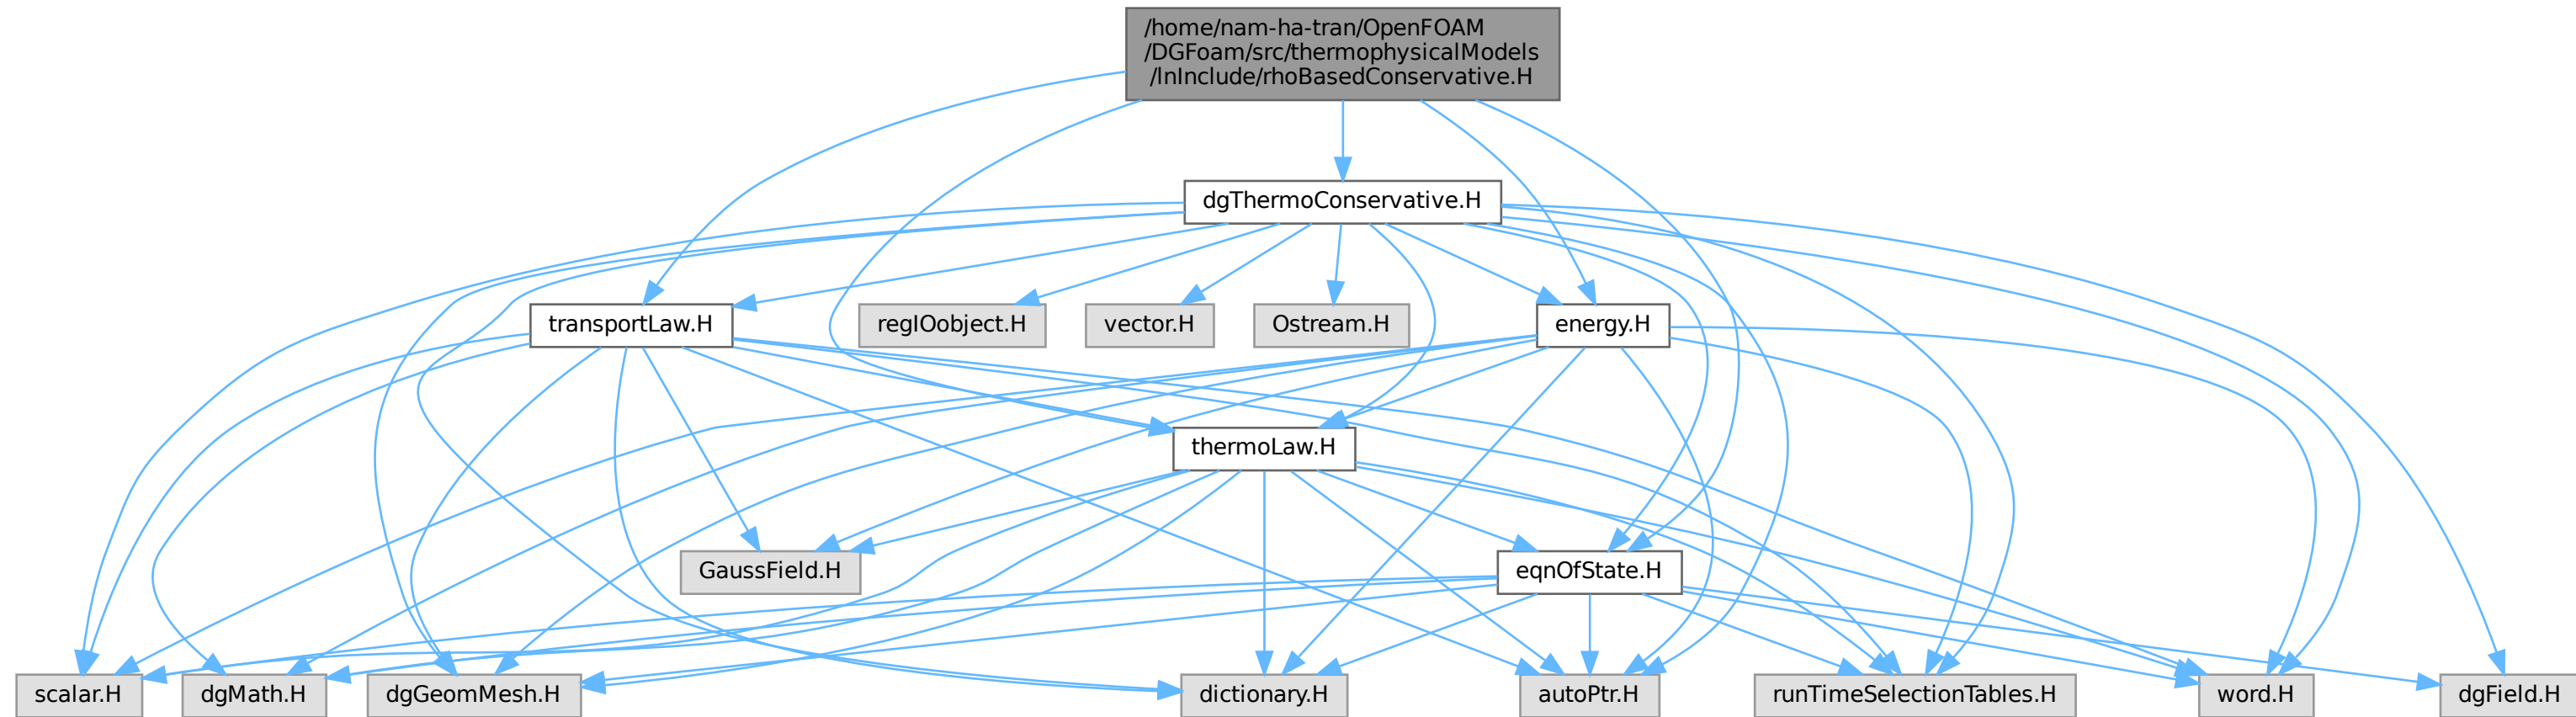 /home/nam-ha-tran/OpenFOAM
/DGFoam/src/thermophysicalModels
/lnInclude/rhoBasedConservative.H
dgThermoConservative.H
transportLaw.H
regIOobject.H
vector.H
Ostream.H
energy.H
thermoLaw.H
GaussField.H
eqnOfState.H
scalar.H
dgMath.H
dgGeomMesh.H
dictionary.H
autoPtr.H
runTimeSelectionTables.H
word.H
dgField.H